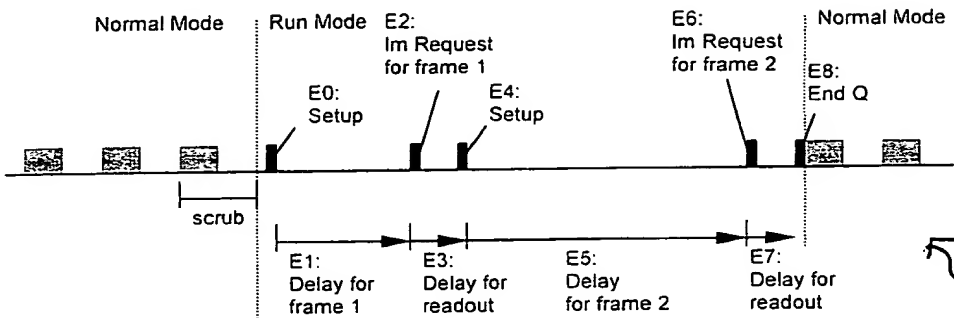 Normal Mode
Run Mode
E2:
Im Request
for frame 1
E6:
Im Request
for frame 2
Normal Mode
E0:
Setup
E4:
Setup
E8:
End Q
scrub
E1:
Delay for
frame 1
E3:
Delay for
readout
E5:
Delay
for frame 2
E7:
Delay for
readout